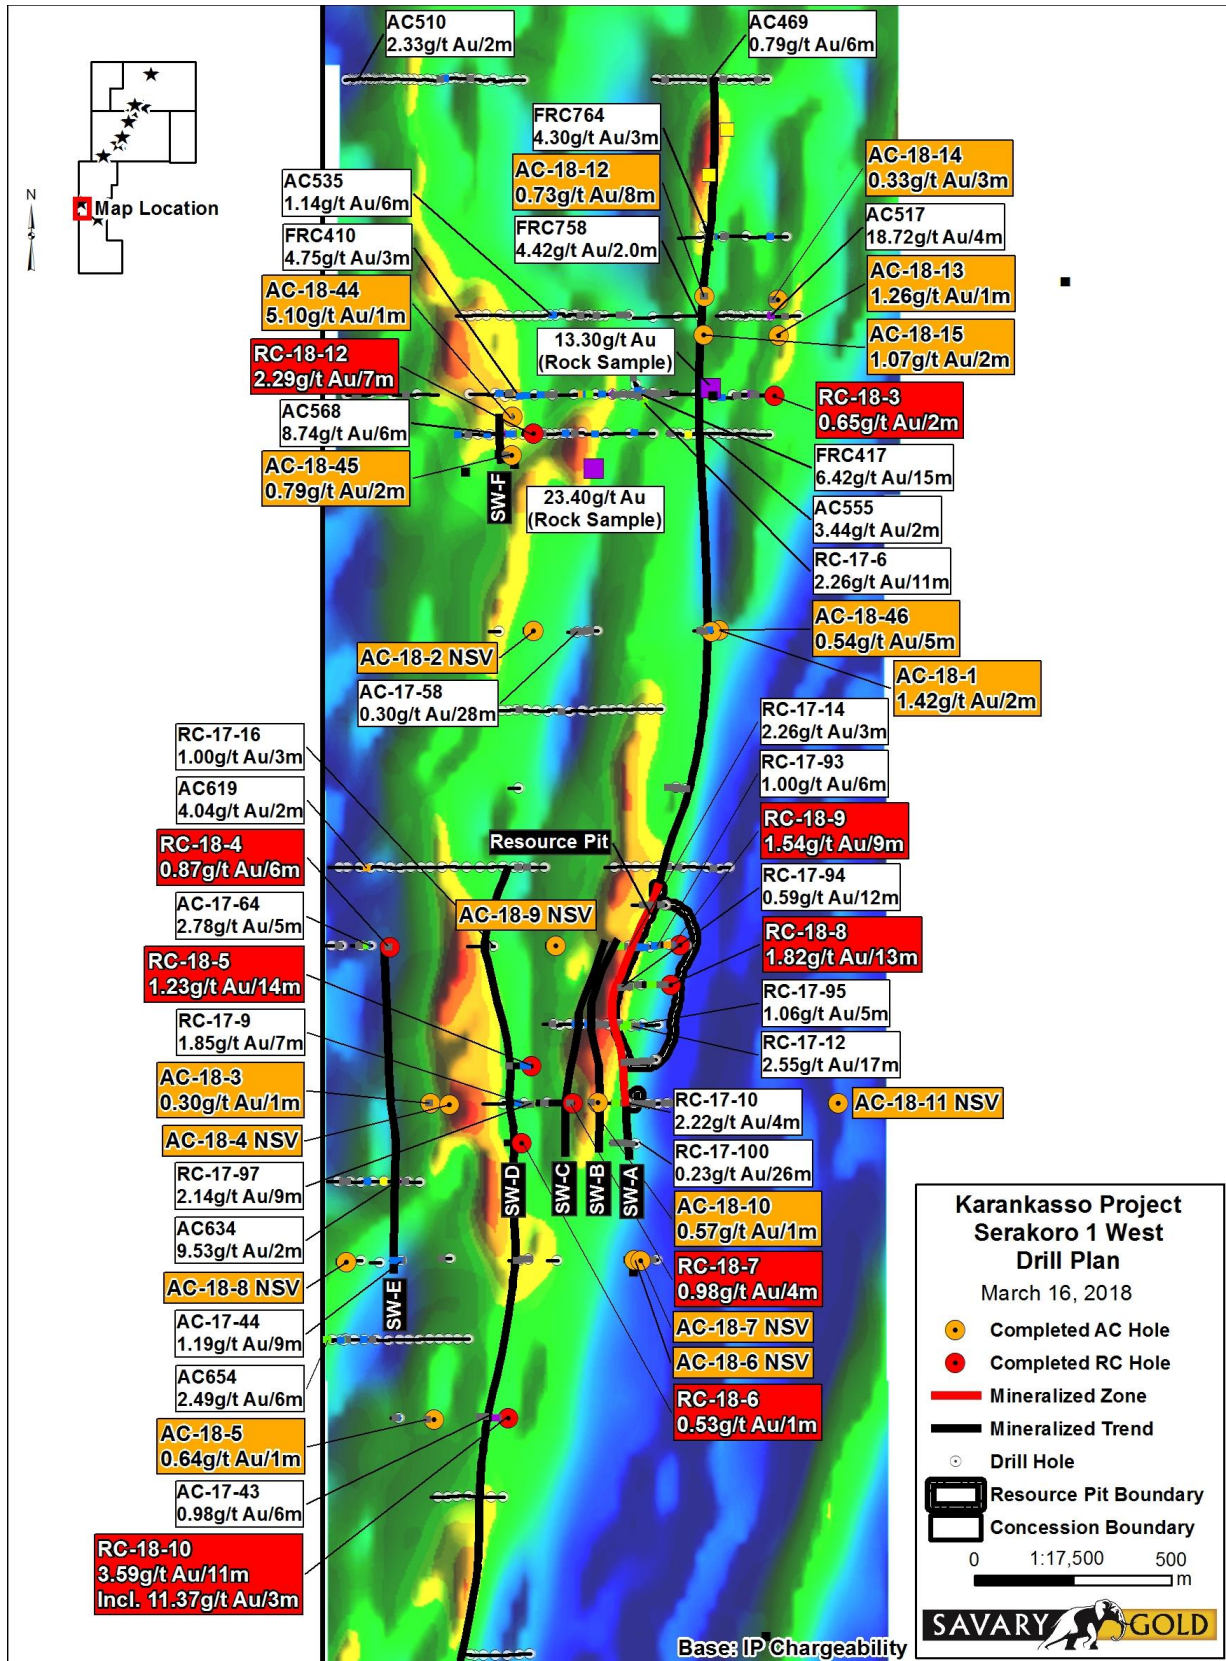 AC510
2.33g/t Au/2m
AC469
0.79g/t Au/6m
N
Map Location
FRC764
4.30g/t Au/3m
AC-18-12
0.73g/t Au/8m
FRC758
4.42g/t Au/2.0m
AC-18-14
0.33g/t Au/3m
AC517
18.72g/t Au/4m
AC-18-13
1.26g/t Au/1m
AC-18-15
1.07g/t Au/2m
AC535
1.14g/t Au/6m
FRC410
4.75g/t Au/3m
AC-18-44
5.10g/t Au/1m
RC-18-12
2.29g/t Au/7m
AC568
8.74g/t Au/6m
AC-18-45
0.79g/t Au/2m
13.30g/t Au
(Rock Sample)
SW-F
23.40g/t Au
(Rock Sample)
RC-18-3
0.65g/t Au/2m
FRC417
6.42g/t Au/15m
AC555
3.44g/t Au/2m
RC-17-6
2.26g/t Au/11m
AC-18-46
0.54g/t Au/5m
AC-18-1
1.42g/t Au/2m
AC-18-2 NSV
AC-17-58
0.30g/t Au/28m
RC-17-14
2.26g/t Au/3m
RC-17-93
1.00g/t Au/6m
RC-18-9
1.54g/t Au/9m
RC-17-94
0.59g/t Au/12m
RC-18-8
1.82g/t Au/13m
RC-17-95
1.06g/t Au/5m
RC-17-12
2.55g/t Au/17m
RC-17-16
1.00g/t Au/3m
AC619
4.04g/t Au/2m
RC-18-4
0.87g/t Au/6m
AC-17-64
2.78g/t Au/5m
RC-18-5
1.23g/t Au/14m
RC-17-9
1.85g/t Au/7m
AC-18-3
0.30g/t Au/1m
AC-18-4 NSV
RC-17-97
2.14g/t Au/9m
AC634
9.53g/t Au/2m
AC-18-8 NSV
AC-17-44
1.19g/t Au/9m
AC654
2.49g/t Au/6m
AC-18-5
0.64g/t Au/1m
AC-17-43
0.98g/t Au/6m
RC-18-10
3.59g/t Au/11m
Incl. 11.37g/t Au/3m
Resource Pit
AC-18-9 NSV
SW-E
SW-D
SW-C
SW-B
SW-A
RC-17-10
2.22g/t Au/4m
AC-18-11 NSV
RC-17-100
0.23g/t Au/26m
AC-18-10
0.57g/t Au/1m
RC-18-7
0.98g/t Au/4m
AC-18-7 NSV
AC-18-6 NSV
RC-18-6
0.53g/t Au/1m
Base: IP Chargeability
Karankasso Project
Serakoro 1 West
Drill Plan
March 16, 2018
Completed AC Hole
Completed RC Hole
Mineralized Zone
Mineralized Trend
Drill Hole
Resource Pit Boundary
Concession Boundary
0 1:17,500 500
m
SAVARY GOLD